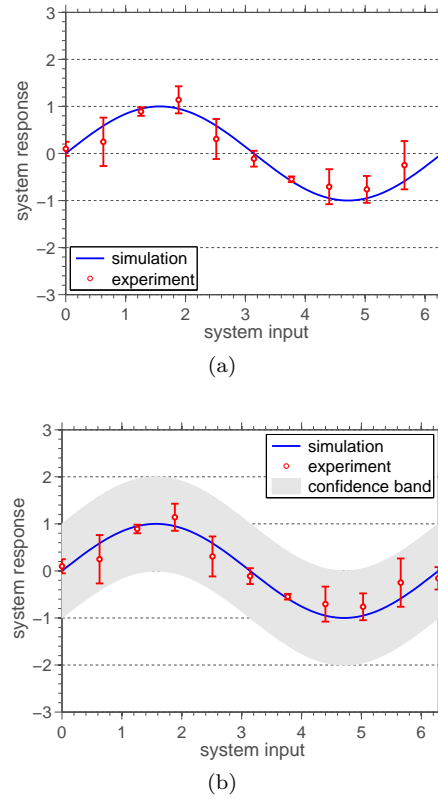 3
2
1
0
−1
−2
−3
system response
simulation
experiment
0 1 2 3 4 5 6
system input
(a)
3
2
1
0
−1
−2
−3
system response
simulation
experiment
confidence band
0 1 2 3 4 5 6
system input
(b)